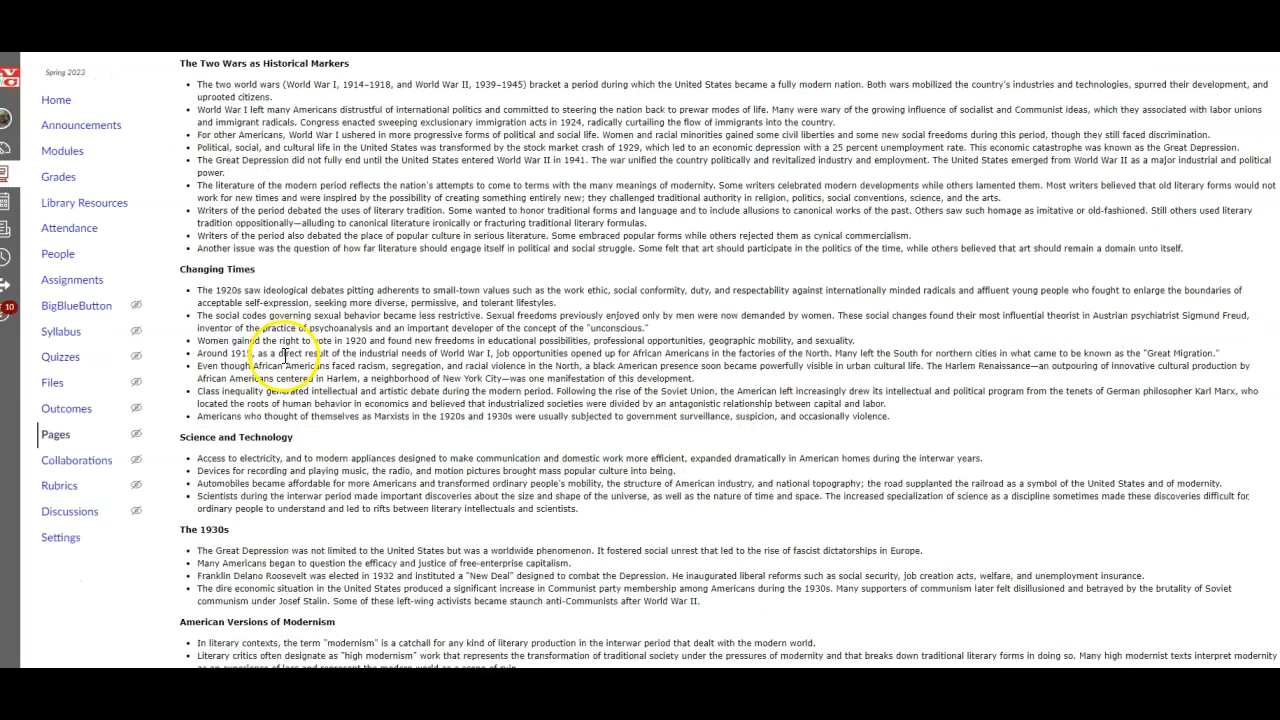 Spring 2023
Home
Announcements
Modules
Grades
Library Resources
Attendance
People
Assignments
BigBlueButton
Syllabus
Quizzes
Files
Outcomes
Pages
Collaborations
Rubrics
Discussions
Settings
10
The Two Wars as Historical Markers
The two world wars (World War I, 1914–1918, and World War II, 1939–1945) bracket a period during which the United States became a fully modern nation. Both wars mobilized the country's industries and technologies, spurred their development, and
uprooted citizens.
World War I left many Americans distrustful of international politics and committed to steering the nation back to prewar modes of life. Many were wary of the growing influence of socialist and Communist ideas, which they associated with labor unions
and immigrant radicals. Congress enacted sweeping exclusionary immigration acts in 1924, radically curtailing the flow of immigrants into the country.
For other Americans, World War I ushered in more progressive forms of political and social life. Women and racial minorities gained some civil liberties and some new social freedoms during this period, though they still faced discrimination.
Political, social, and cultural life in the United States was transformed by the stock market crash of 1929, which led to an economic depression with a 25 percent unemployment rate. This economic catastrophe was known as the Great Depression.
The Great Depression did not fully end until the United States entered World War II in 1941. The war unified the country politically and revitalized industry and employment. The United States emerged from World War II as a major industrial and political
power.
The literature of the modern period reflects the nation's attempts to come to terms with the many meanings of modernity. Some writers celebrated modern developments while others lamented them. Most writers believed that old literary forms would not
work for new times and were inspired by the possibility of creating something entirely new; they challenged traditional authority in religion, politics, social conventions, science, and the arts.
Writers of the period debated the uses of literary tradition. Some wanted to honor traditional forms and language and to include allusions to canonical works of the past. Others saw such homage as imitative or old-fashioned. Still others used literary
tradition oppositionally—alluding to canonical literature ironically or fracturing traditional literary formulas.
Writers of the period also debated the place of popular culture in serious literature. Some embraced popular forms while others rejected them as cynical commercialism.
Another issue was the question of how far literature should engage itself in political and social struggle. Some felt that art should participate in the politics of the time, while others believed that art should remain a domain unto itself.
Changing Times
The 1920s saw ideological debates pitting adherents to small-town values such as the work ethic, social conformity, duty, and respectability against internationally minded radicals and affluent young people who fought to enlarge the boundaries of
acceptable self-expression, seeking more diverse, permissive, and tolerant lifestyles.
The social codes governing sexual behavior became less restrictive. Sexual freedoms previously enjoyed only by men were now demanded by women. These social changes found their most influential theorist in Austrian psychiatrist Sigmund Freud,
inventor of the practice of psychoanalysis and an important developer of the concept of the "unconscious."
Women gained the right to vote in 1920 and found new freedoms in educational possibilities, professional opportunities, geographic mobility, and sexuality.
Around 1915, as a direct result of the industrial needs of World War I, job opportunities opened up for African Americans in the factories of the North. Many left the South for northern cities in what came to be known as the "Great Migration."
Even though African Americans faced racism, segregation, and racial violence in the North, a black American presence soon became powerfully visible in urban cultural life. The Harlem Renaissance—an outpouring of innovative cultural production by
African Americans centered in Harlem, a neighborhood of New York City—was one manifestation of this development.
Class inequality generated intellectual and artistic debate during the modern period. Following the rise of the Soviet Union, the American left increasingly drew its intellectual and political program from the tenets of German philosopher Karl Marx, who
located the roots of human behavior in economics and believed that industrialized societies were divided by an antagonistic relationship between capital and labor.
Americans who thought of themselves as Marxists in the 1920s and 1930s were usually subjected to government surveillance, suspicion, and occasionally violence.
Science and Technology
Access to electricity, and to modern appliances designed to make communication and domestic work more efficient, expanded dramatically in American homes during the interwar years.
Devices for recording and playing music, the radio, and motion pictures brought mass popular culture into being.
Automobiles became affordable for more Americans and transformed ordinary people's mobility, the structure of American industry, and national topography; the road supplanted the railroad as a symbol of the United States and of modernity.
Scientists during the interwar period made important discoveries about the size and shape of the universe, as well as the nature of time and space. The increased specialization of science as a discipline sometimes made these discoveries difficult for
ordinary people to understand and led to rifts between literary intellectuals and scientists.
The 1930s
The Great Depression was not limited to the United States but was a worldwide phenomenon. It fostered social unrest that led to the rise of fascist dictatorships in Europe.
Many Americans began to question the efficacy and justice of free-enterprise capitalism.
Franklin Delano Roosevelt was elected in 1932 and instituted a "New Deal" designed to combat the Depression. He inaugurated liberal reforms such as social security, job creation acts, welfare, and unemployment insurance.
The dire economic situation in the United States produced a significant increase in Communist party membership among Americans during the 1930s. Many supporters of communism later felt disillusioned and betrayed by the brutality of Soviet
communism under Josef Stalin. Some of these left-wing activists became staunch anti-Communists after World War II.
American Versions of Modernism
In literary contexts, the term "modernism" is a catchall for any kind of literary production in the interwar period that dealt with the modern world.
Literary critics often designate as "high modernism" work that represents the transformation of traditional society under the pressures of modernity and that breaks down traditional literary forms in doing so. Many high modernist texts interpret modernity
as an experience of loss and represent the modern world as a scene of ruin.